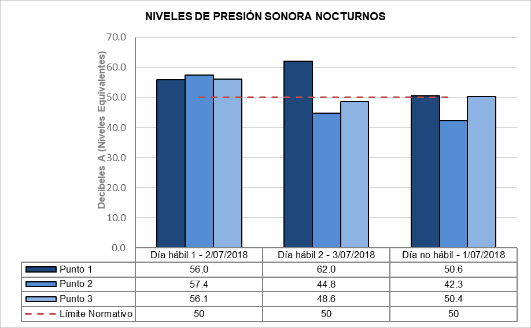 NIVELES DE PRESIÓN SONORA NOCTURNOS
Decibeles A (Niveles Equivalentes)
70.0
60.0
50.0
40.0
30.0
20.0
10.0
0.0
Día hábil 1 - 2/07/2018 Día hábil 2 - 3/07/2018 Día no hábil - 1/07/2018
Punto 1 56.0 62.0 50.6
Punto 2 57.4 44.8 42.3
Punto 3 56.1 48.6 50.4
Límite Normativo 50 50 50